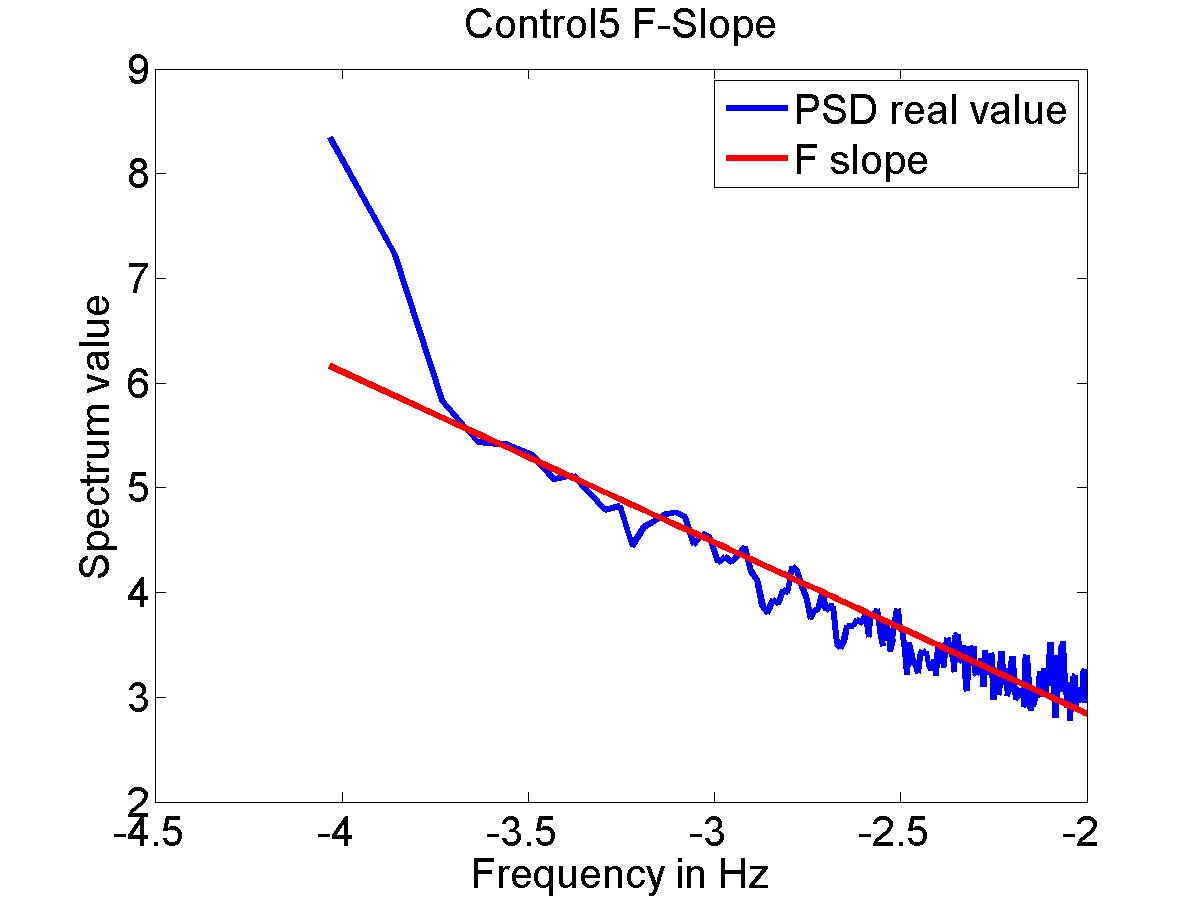 Control5 F-Slope
PSD real value
F slope
9
8
7
6
5
4
3
2
Spectrum value
-4.5 -4 -3.5 -3 -2.5 -2
Frequency in Hz